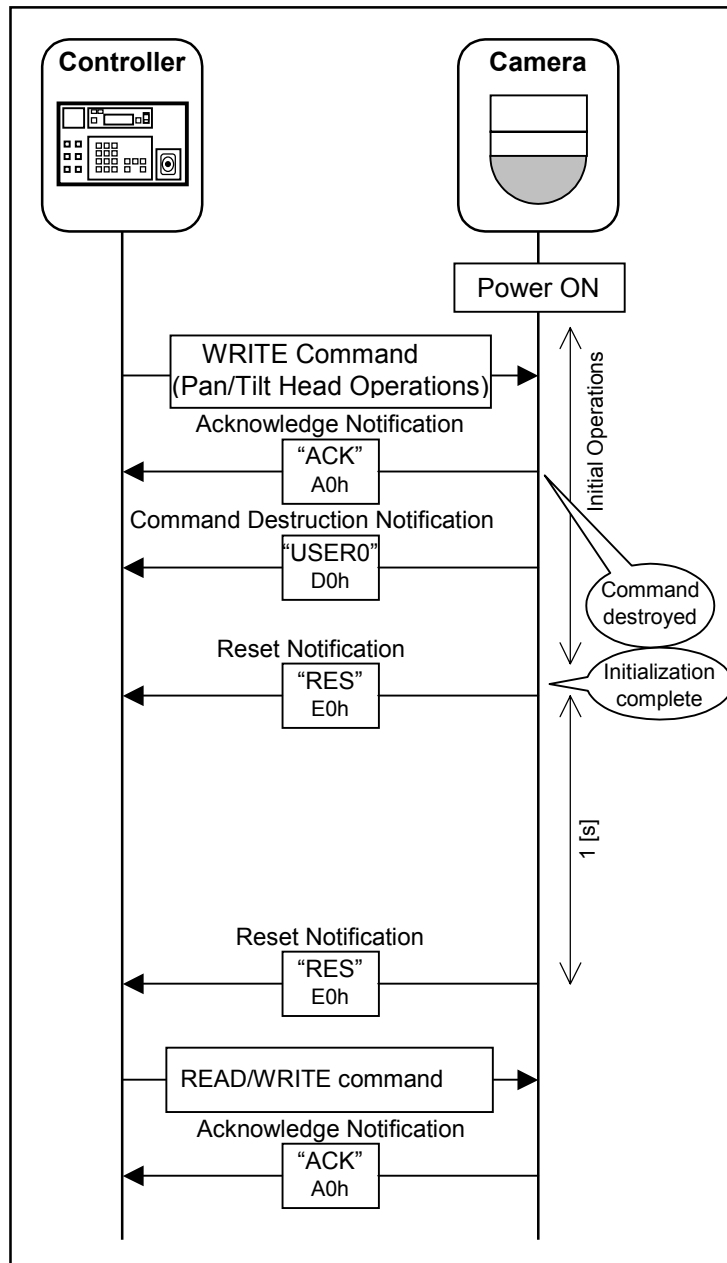 Controller
Camera
Power ON
WRITE Command
(Pan/Tilt Head Operations)
Initial Operations
Acknowledge Notification
“ACK”
A0h
Command Destruction Notification
“USER0”
D0h
Command
destroyed
Reset Notification
“RES”
E0h
Initialization
complete
1 [s]
Reset Notification
“RES”
E0h
READ/WRITE command
Acknowledge Notification
“ACK”
A0h